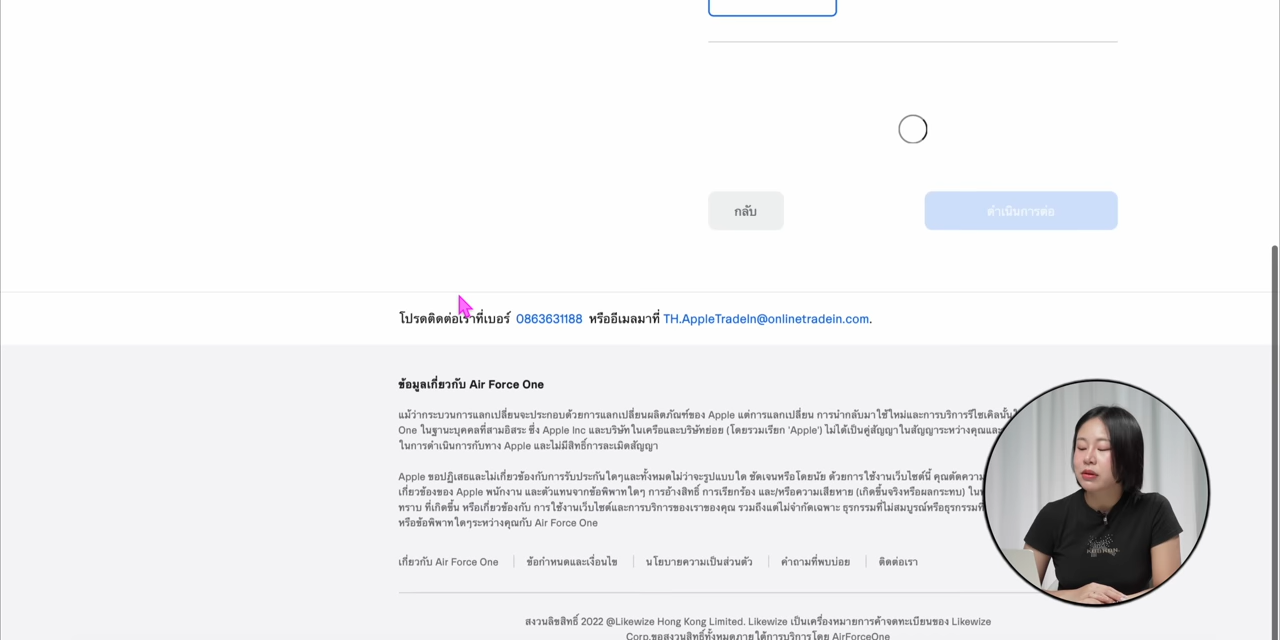 กลับ
ดำเนินการต่อ
โปรดติดต่อเราที่เบอร์ 0863631188 หรืออีเมลมาที่ TH.AppleTradeIn@onlinetradein.com.
ข้อมูลเกี่ยวกับ Air Force One
แม้ว่ากระบวนการแลกเปลี่ยนจะประกอบด้วยการแลกเปลี่ยนผลิตภัณฑ์ของ Apple แต่การแลกเปลี่ยน การนำกลับมาใช้ใหม่และการบริการรีไซเคิลนั้น
One ในฐานะบุคคลที่สามอิสระ ซึ่ง Apple Inc และบริษัทในเครือและบริษัทย่อย (โดยรวมเรียก 'Apple') ไม่ได้เป็นคู่สัญญาในสัญญาระหว่างคุณและ
ในการดำเนินการกับทาง Apple และไม่มีสิทธิ์การละเมิดสัญญา
Apple ขอปฏิเสธและไม่เกี่ยวข้องกับการรับประกันใดๆและทั้งหมดไม่ว่าจะรูปแบบใด ชัดเจนหรือโดยนัย ด้วยการใช้งานเว็บไซต์นี้ คุณตัดความ
เกี่ยวข้องของ Apple พนักงาน และตัวแทนจากข้อพิพาทใดๆ การอ้างสิทธิ์ การเรียกร้อง และ/หรือความเสียหาย (เกิดขึ้นจริงหรือผลกระทบ)
ทราบ ที่เกิดขึ้น หรือเกี่ยวข้องกับ การใช้งานเว็บไซต์และการบริการของเราของคุณ รวมถึงแต่ไม่จำกัดเฉพาะ ธุรกรรมที่ไม่สมบูรณ์หรือธุรกรรมที่
หรือข้อพิพาทใดๆระหว่างคุณกับ Air Force One
เกี่ยวกับ Air Force One
ข้อกำหนดและเงื่อนไข
นโยบายความเป็นส่วนตัว
คำถามที่พบบ่อย
ติดต่อเรา
สงวนลิขสิทธิ์ 2022 @Likewize Hong Kong Limited. Likewize เป็นเครื่องหมายการค้าจดทะเบียนของ Likewize
Corp.ขอสงวนสิทธิ์ทั้งหมดภายใต้การบริการโดย AirForceOne